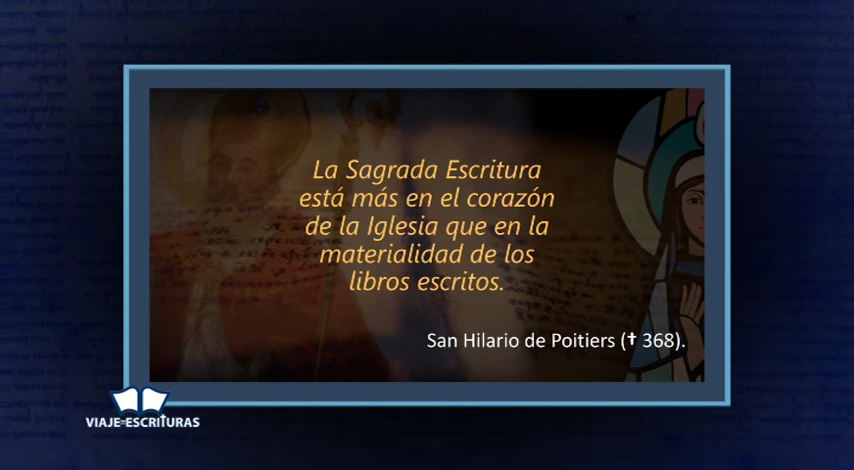 La Sagrada Escritura
está más en el corazón
de la Iglesia que en la
materialidad de los
libros escritos.
San Hilario de Poitiers (✝ 368).
VIAJE ESCRITURAS